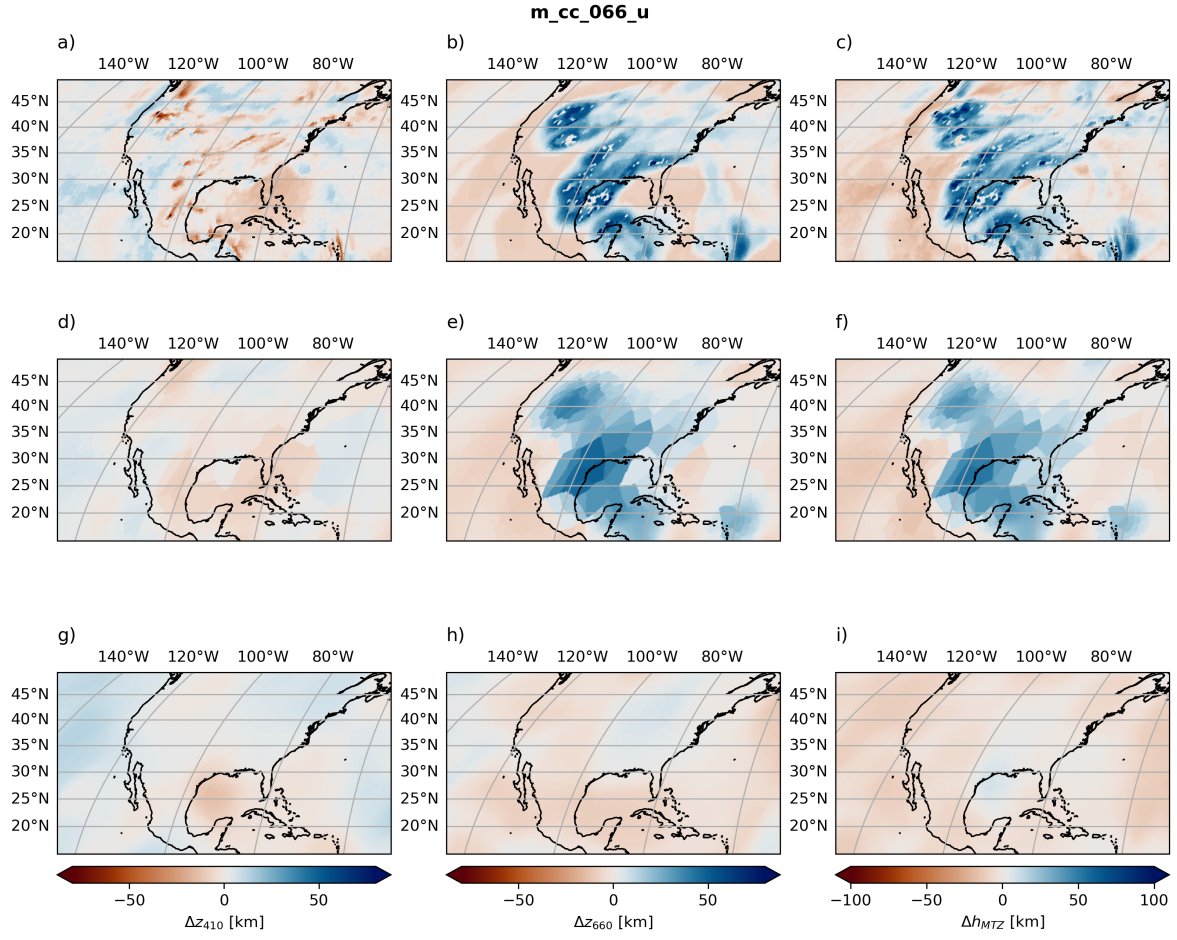 m_cc_066_u
a) b) c)
140°W 120°W 100°W 80°W 140°W 120°W 100°W 80°W 140°W 120°W 100°W 80°W
45°N 45°N 45°N
40°N 40°N 40°N
35°N 35°N 35°N
30°N 30°N 30°N
25°N 25°N 25°N
20°N 20°N 20°N
d) e) f)
140°W 120°W 100°W 80°W 140°W 120°W 100°W 80°W 140°W 120°W 100°W 80°W
45°N 45°N 45°N
40°N 40°N 40°N
35°N 35°N 35°N
30°N 30°N 30°N
25°N 25°N 25°N
20°N 20°N 20°N
g) h) i)
140°W 120°W 100°W 80°W 140°W 120°W 100°W 80°W 140°W 120°W 100°W 80°W
45°N 45°N 45°N
40°N 40°N 40°N
35°N 35°N 35°N
30°N 30°N 30°N
25°N 25°N 25°N
20°N 20°N 20°N
−50 0 50 −50 0 50 −100 −50 0 50 100
Δz410 [km] Δz660 [km] ΔhMTZ [km]